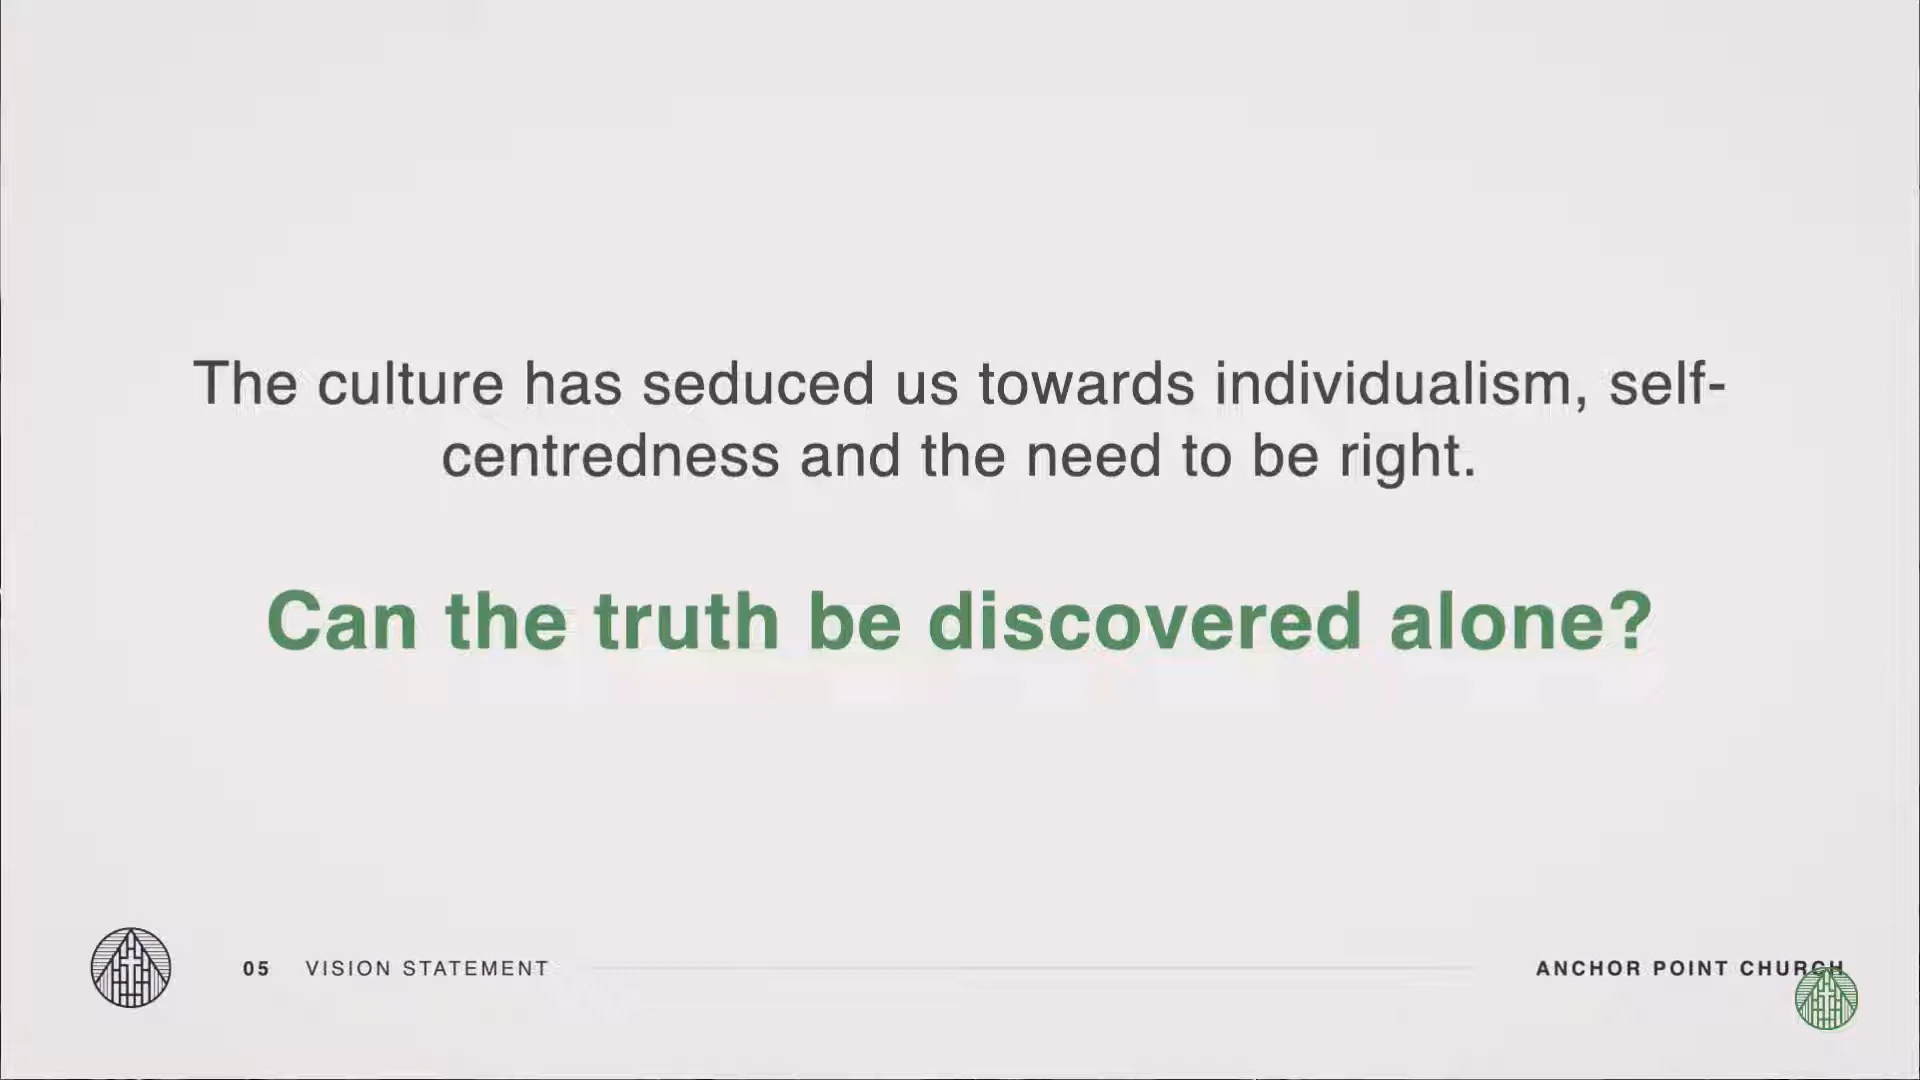 The culture has seduced us towards individualism, self-
centredness and the need to be right.
Can the truth be discovered alone?
05 VISION STATEMENT
ANCHOR POINT CHURCH